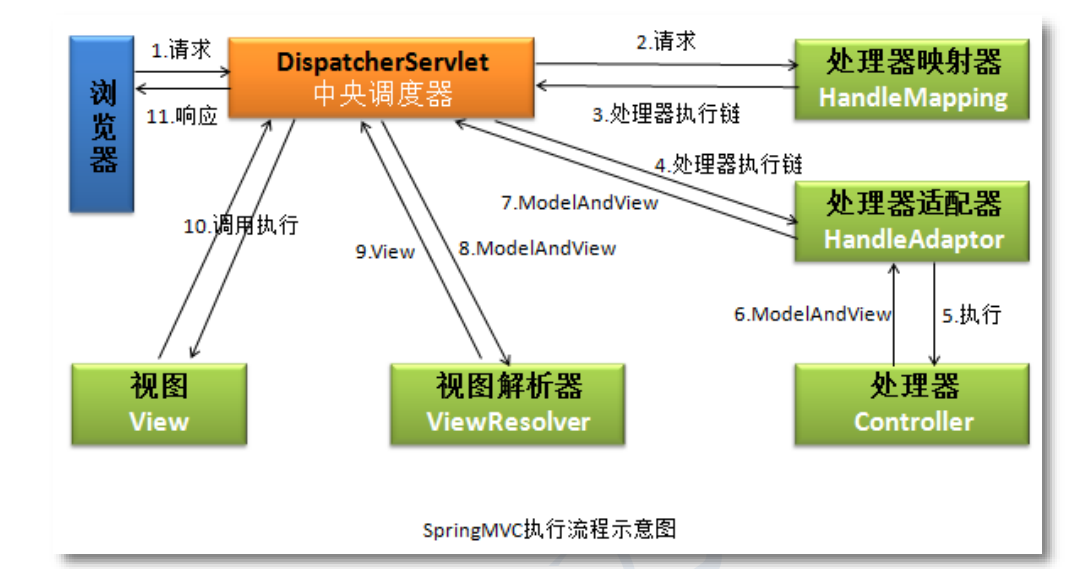 1.请求
2.请求
DispatcherServlet
中央调度器
处理器映射器
HandleMapping
浏
览
器
11.响应
3.处理器执行链
4.处理器执行链
7.ModelAndView
处理器适配器
HandleAdaptor
10.调用执行
9.View
8.ModelAndView
6.ModelAndView
5.执行
视图
View
视图解析器
ViewResolver
处理器
Controller
SpringMVC执行流程示意图